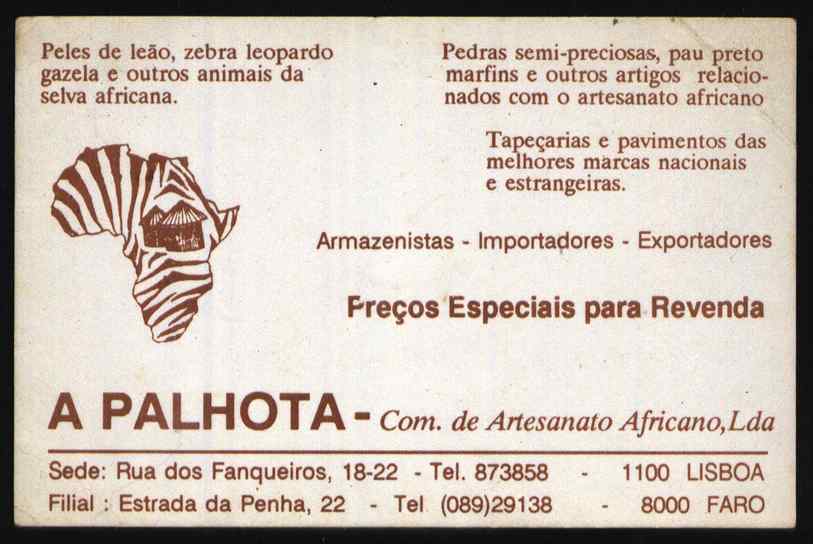 Peles de leão, zebra leopardo
gazela e outros animais da
selva africana.
Pedras semi-preciosas, pau preto
marfins e outros artigos relacio-
nados com o artesanato africano
Tapeçarias e pavimentos das
melhores marcas nacionais
e estrangeiras.
Armazenistas - Importadores - Exportadores
Preços Especiais para Revenda
A PALHOTA - Com. de Artesanato Africano, Lda
Sede: Rua dos Fanqueiros, 18-22 - Tel. 873858 - 1100 LISBOA
Filial : Estrada da Penha, 22 - Tel (089)29138 - 8000 FARO